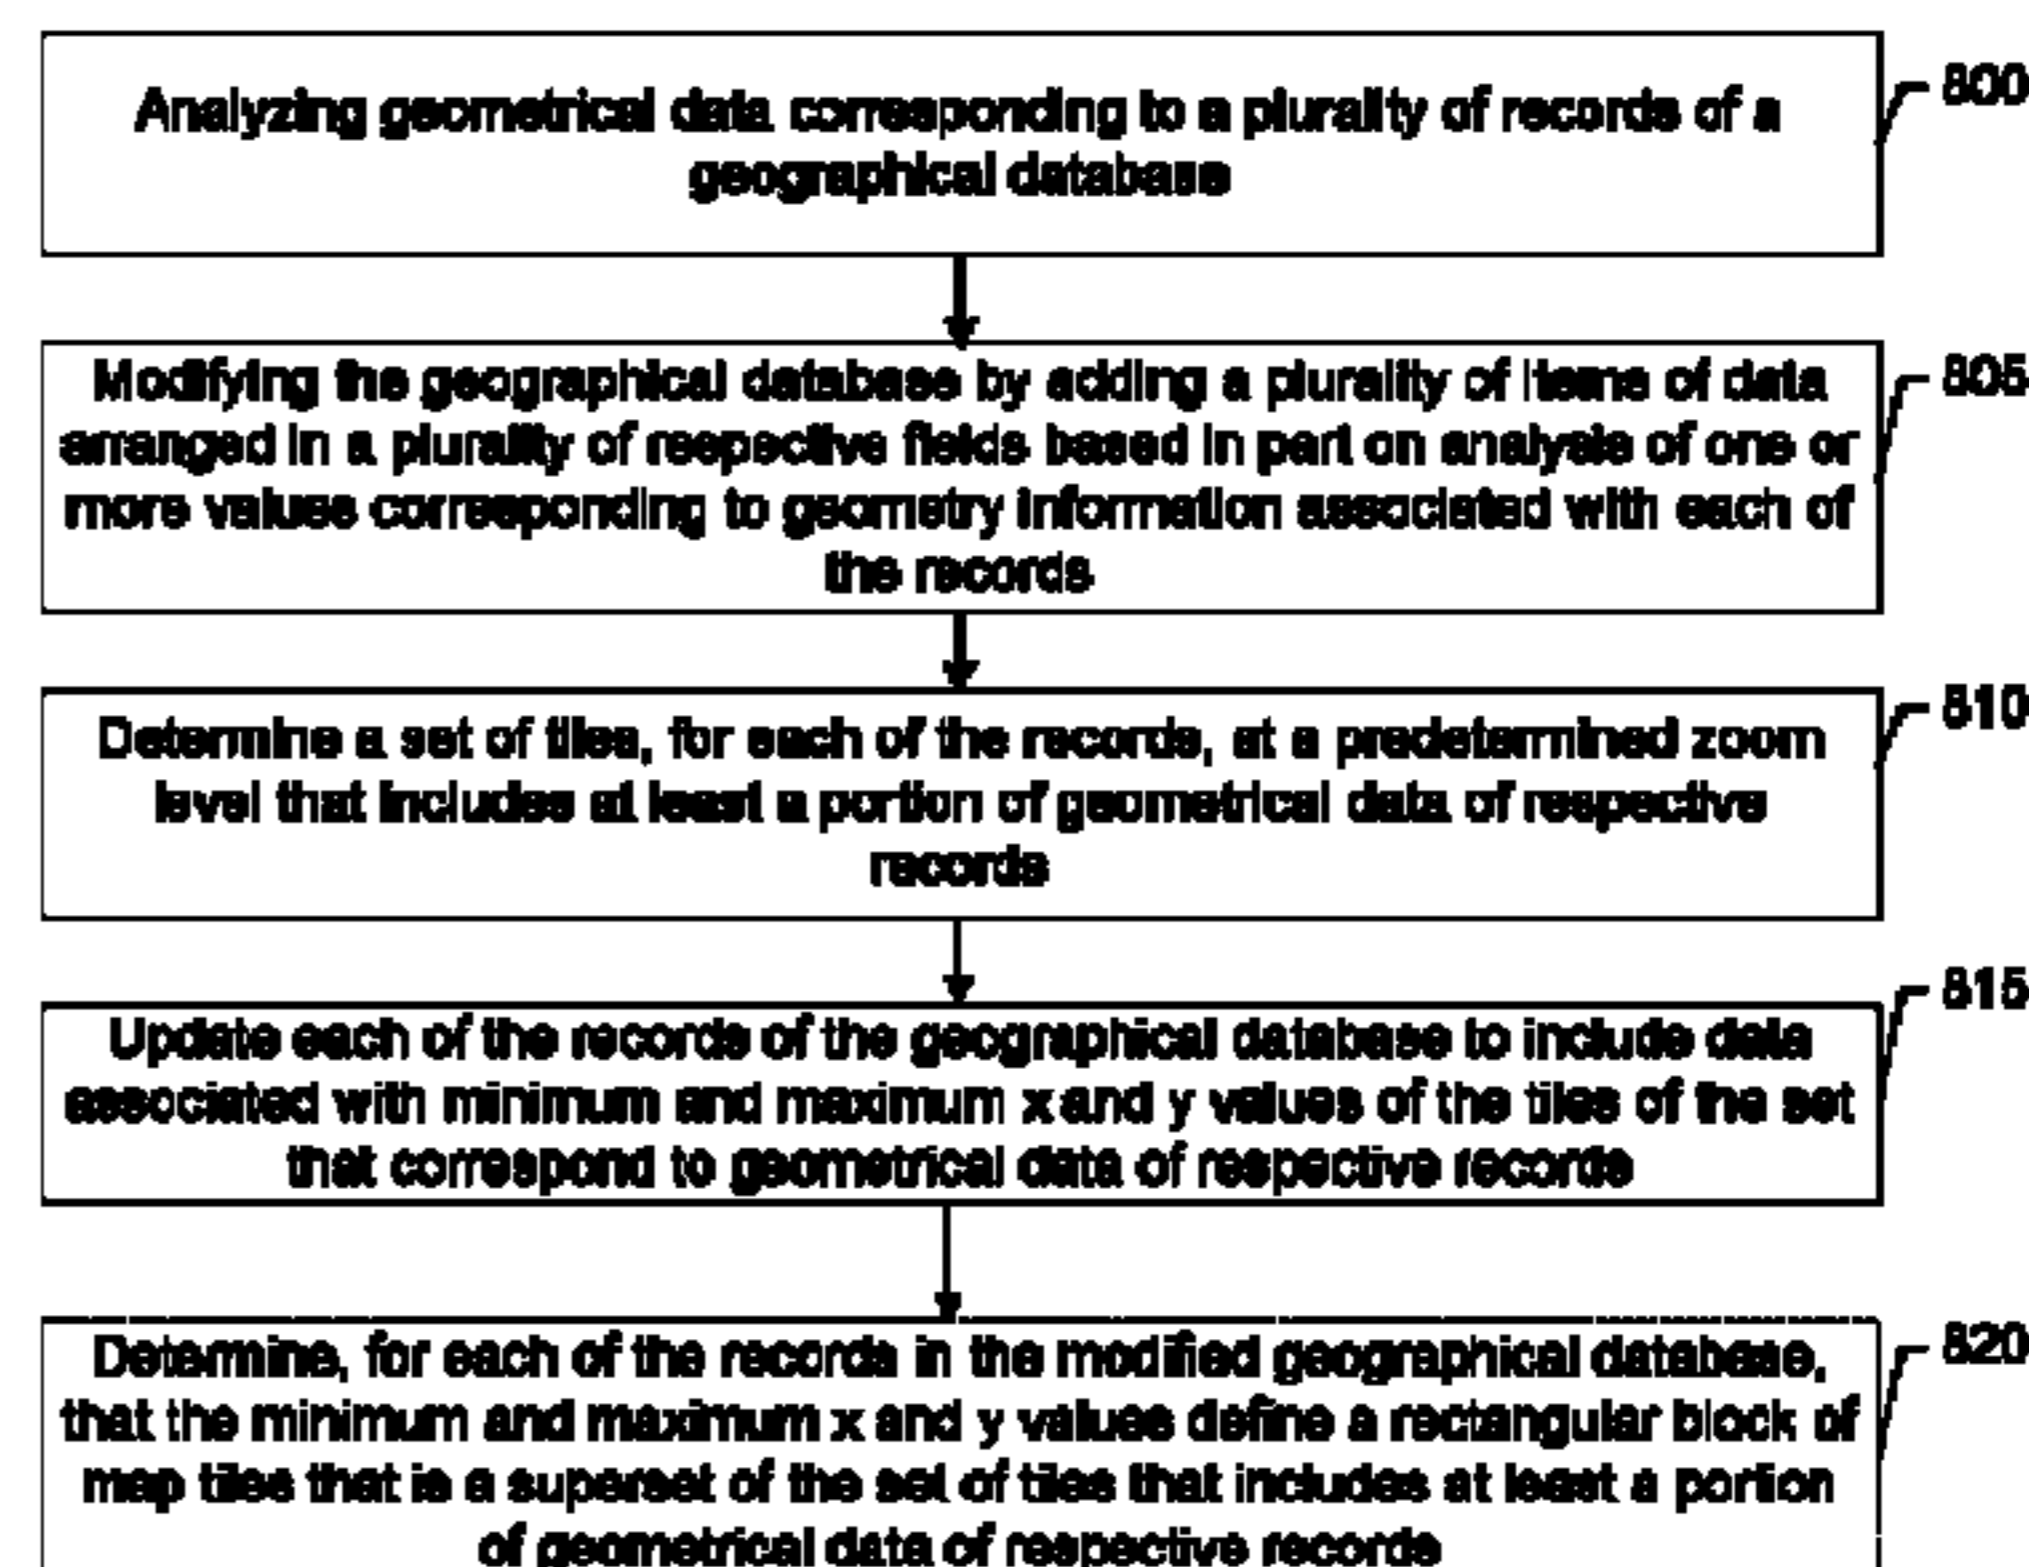 Analyzing geometrical data corresponding to a plurality of records of a
geographical database
800
Modifying the geographical database by adding a plurality of items of data
arranged in a plurality of respective fields based in part on analysis of one or
more values corresponding to geometry information associated with each of
the records
805
Determine a set of tiles, for each of the records, at a predetermined zoom
level that includes at least a portion of geometrical data of respective
records
810
Update each of the records of the geographical database to include data
associated with minimum and maximum x and y values of the tiles of the set
that correspond to geometrical data of respective records
815
Determine, for each of the records in the modified geographical database,
that the minimum and maximum x and y values define a rectangular block of
map tiles that is a superset of the set of tiles that includes at least a portion
of geometrical data of respective records
820